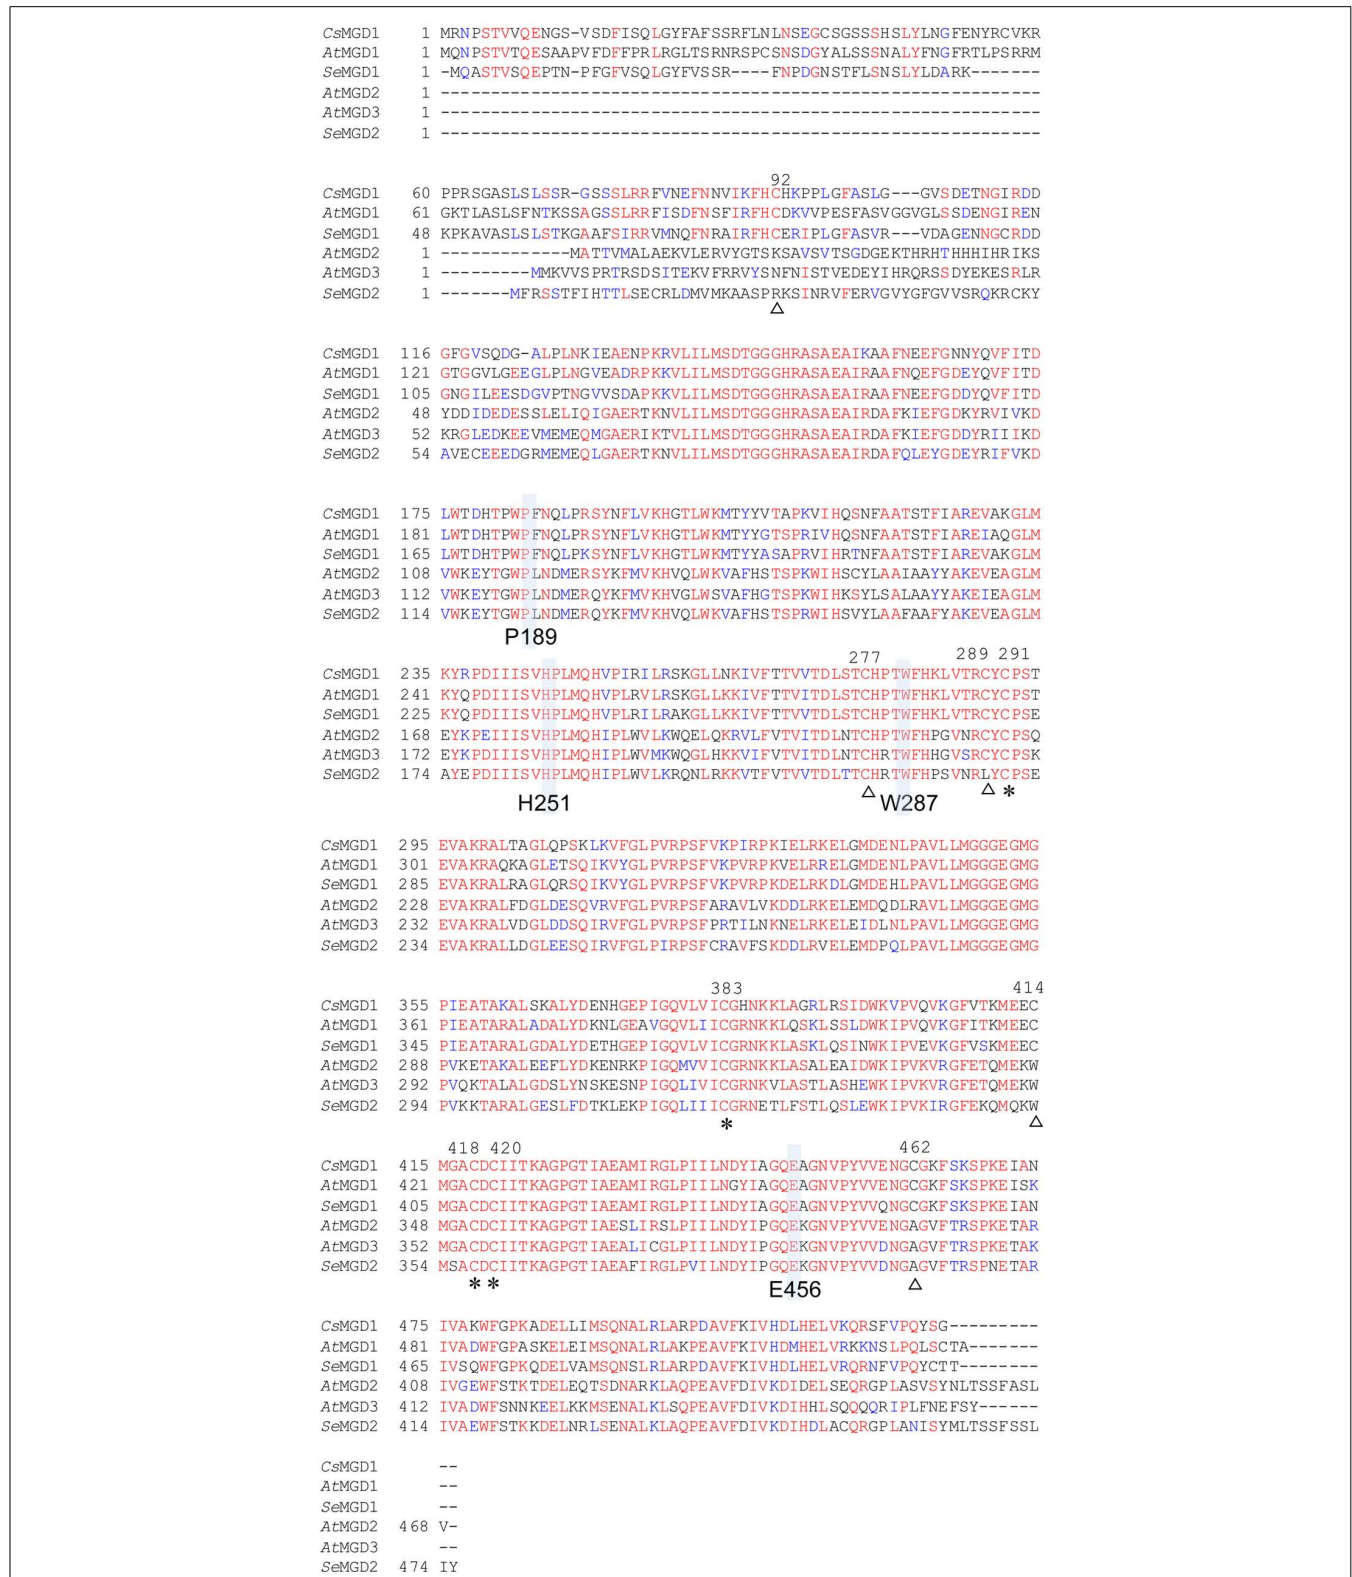 CsMGD1 1 MRNPSTVVQENGS-VSDFISQLGYFAFSSRFLNLNSEGCSGSSSHSLYLNGFENYRCVKR
AtMGD1 1 MQNPSTVTQESAAPVFDFFPRLRGLTSRNRSPCSNSDGYALSSSNALYFNGFRTLPSRRM
SeMGD1 1 -MQASTVSQEPTN-PFGFVSQLGYFVSSR----FNPDGNSTFLSNSLYLDARK-------
AtMGD2 1 ------------------------------------------------------------
AtMGD3 1 ------------------------------------------------------------
SeMGD2 1 ------------------------------------------------------------
92
CsMGD1 60 PPRSGASLSLSSR-GSSSLRRFVNEFNNVIKFHCHKPPLGFASLG---GVSDETNGIRDD
AtMGD1 61 GKTLASLSFNTKSSAGSSLRRFISDFNSFIRFHCDKVVPESFASVGGVGLSSDENGIREN
SeMGD1 48 KPKAVASLSLSTKGAAFSIRRVMNQFNRAIRFHCERIPLGFASVR---VDAGENNGCRDD
AtMGD2 1 -------------MATTVMALAEKVLERVYGTSKSAVSVTSGDGEKTHRHTHHHIHRIKS
AtMGD3 1 ---------MMKVVSPRTRSDSITEKVFRRVYSNFNISTVEDEYIHRQRSSDYEKESRLR
SeMGD2 1 -------MFRSSTFIHTTLSECRLDMVMKAASPRKSINRVFERVGVYGFGVVSRQKRCKY
△
CsMGD1 116 GFGVSQDG-ALPLNKIEAENPKRVLILMSDTGGGHRASAEAIKAAFNEEFGNNYQVFITD
AtMGD1 121 GTGGVLGEEGLPLNGVEADRPKKVLILMSDTGGGHRASAEAIRAAFNQEFGDEYQVFITD
SeMGD1 105 GNGILEESDGVPTNGVVSDAPKKVLILMSDTGGGHRASAEAIRAAFNEEFGDDYQVFITD
AtMGD2 48 YDDIDEDESSLELIQIGAERTKNVLILMSDTGGGHRASAEAIRDAFKIEFGDKYRVIVKD
AtMGD3 52 KRGLEDKEEVMEMEQMGAERIKTVLILMSDTGGGHRASAEAIRDAFKIEFGDDYRIIIKD
SeMGD2 54 AVECEEEDGRMEMEQLGAERTKNVLILMSDTGGGHRASAEAIRDAFQLEYGDEYRIFVKD
CsMGD1 175 LWTDHTPWPFNQLPRSYNFLVKHGTLWKMTYYVTAPKVIHQSNFAATSTFIAREVAKGLM
AtMGD1 181 LWTDHTPWPFNQLPRSYNFLVKHGTLWKMTYYGTSPRIVHQSNFAATSTFIAREIAQGLM
SeMGD1 165 LWTDHTPWPFNQLPKSYNFLVKHGTLWKMTYYASAPRVIHRTNFAATSTFIAREVAKGLM
AtMGD2 108 VWKEYTGWPLNDMERSYKFMVKHVQLWKVAFHSTSPKWIHSCYLAAIAAYYAKEVEAGLM
AtMGD3 112 VWKEYTGWPLNDMERQYKFMVKHVGLWSVAFHGTSPKWIHKSYLSALAAYYAKEIEAGLM
SeMGD2 114 VWKEYTGWPLNDMERSYKFMVKHVQLWKVAFHSTSPRWIHSVYLAAFAAFYAKEVEAGLM
P189
277 289 291
CsMGD1 235 KYRPDIIISVHPLMQHVPIRILRSKGLLNKIVFTTVVTDLSTCHPTWFHKLVTRCYCPST
AtMGD1 241 KYQPDIIISVHPLMQHVPLRVLRSKGLLKKIVFTTVITDLSTCHPTWFHKLVTRCYCPST
SeMGD1 225 KYQPDIIISVHPLMQHVPLRILRAKGLLKKIVFTTVVTDLSTCHPTWFHKLVTRCYCPSE
AtMGD2 168 EYKPEIIISVHPLMQHIPLWVLKWQELQKRVLFVTVITDLNTCHPTWFHPGVNRCYCPSQ
AtMGD3 172 EYKPDIIISVHPLMQHIPLWVMKWQGLHKKVIFVTVITDLNTCHRTWFHHGVSRCYCPSK
SeMGD2 174 AYEPDIIISVHPLMQHIPLWVLKRQNLRKKVTFVTVVTDLTTCHRTWFHPSVNRLYCPSE
H251 △ W287 △ *
CsMGD1 295 EVAKRALTAGLQPSKLKVFGLPVRPSFVKPIRPKIELRKELGMDENLPAVLLMGGGEGMG
AtMGD1 301 EVAKRAQKAGLETSQIKVYGLPVRPSFVKPVRPKVELRRELGMDENLPAVLLMGGGEGMG
SeMGD1 285 EVAKRALRAGLQRSQIKVYGLPVRPSFVKPVRPKDELRKDLGMDEHLPAVLLMGGGEGMG
AtMGD2 228 EVAKRALFDGLDESQVRVFGLPVRPSFARAVLVKDDLRKELEMDQDLRAVLLMGGGEGMG
AtMGD3 232 EVAKRALVDGLDDSQIRVFGLPVRPSFPRTILNKNELRKELEIDLNLPAVLLMGGGEGMG
SeMGD2 234 EVAKRALLDGLEESQIRVFGLPIRPSFCRAVFSKDDLRVELEMDPQLPAVLLMGGGEGMG
383 414
CsMGD1 355 PIEATAKALSKALYDENHGEPIGQVLVICGHNKKLAGRLRSIDWKVPVQVKGFVTKMEEC
AtMGD1 361 PIEATARALADALYDKNLGEAVGQVLIICGRNKKLQSKLSSLDWKIPVQVKGFITKMEEC
SeMGD1 345 PIEATARALGDALYDETHGEPIGQVLVICGRNKKLASKLQSINWKIPVEVKGFVSKMEEC
AtMGD2 288 PVKETAKALEEFLYDKENRKPIGQMVVICGRNKKLASALEAIDWKIPVKVRGFETQMEKW
AtMGD3 292 PVQKTALALGDSLYNSKESNPIGQLIVICGRNKVLASTLASHEWKIPVKVRGFETQMEKW
SeMGD2 294 PVKKTARALGESLFDTKLEKPIGQLIIICGRNETLFSTLQSLEWKIPVKIRGFEKQMQKW
* △
418 420 462
CsMGD1 415 MGACDCIITKAGPGTIAEAMIRGLPIILNDYIAGQEAGNVPYVVENGCGKFSKSPKEIAN
AtMGD1 421 MGACDCIITKAGPGTIAEAMIRGLPIILNGYIAGQEAGNVPYVVENGCGKFSKSPKEISK
SeMGD1 405 MGACDCIITKAGPGTIAEAMIRGLPIILNDYIAGQEAGNVPYVVQNGCGKFSKSPKEIAN
AtMGD2 348 MGACDCIITKAGPGTIAESLIRSLPIILNDYIPGQEKGNVPYVVENGAGVFTRSPKETAR
AtMGD3 352 MGACDCIITKAGPGTIAEALICGLPIILNDYIPGQEKGNVPYVVDNGAGVFTRSPKETAK
SeMGD2 354 MSACDCIITKAGPGTIAEAFIRGLPVILNDYIPGQEKGNVPYVVDNGAGVFTRSPNETAR
* * E456 △
CsMGD1 475 IVAKWFGPKADELLIMSQNALRLARPDAVFKIVHDLHELVKQRSFVPQYSG---------
AtMGD1 481 IVADWFGPASKELEIMSQNALRLAKPEAVFKIVHDMHELVRKKNSLPQLSCTA-------
SeMGD1 465 IVSQWFGPKQDELVAMSQNSLRLARPDAVFKIVHDLHELVRQRNFVPQYCTT--------
AtMGD2 408 IVGEWFSTKTDELEQTSDNARKLAQPEAVFDIVKDIDELSEQRGPLASVSYNLTSSFASL
AtMGD3 412 IVADWFSNNKEELKKMSENALKLSQPEAVFDIVKDIHHLSQQQQRIPLFNEFSY------
SeMGD2 414 IVAEWFSTKKDELNRLSENALKLAQPEAVFDIVKDIHDLACQRGPLANISYMLTSSFSSL
CsMGD1 --
AtMGD1 --
SeMGD1 --
AtMGD2 468 V-
AtMGD3 --
SeMGD2 474 IY